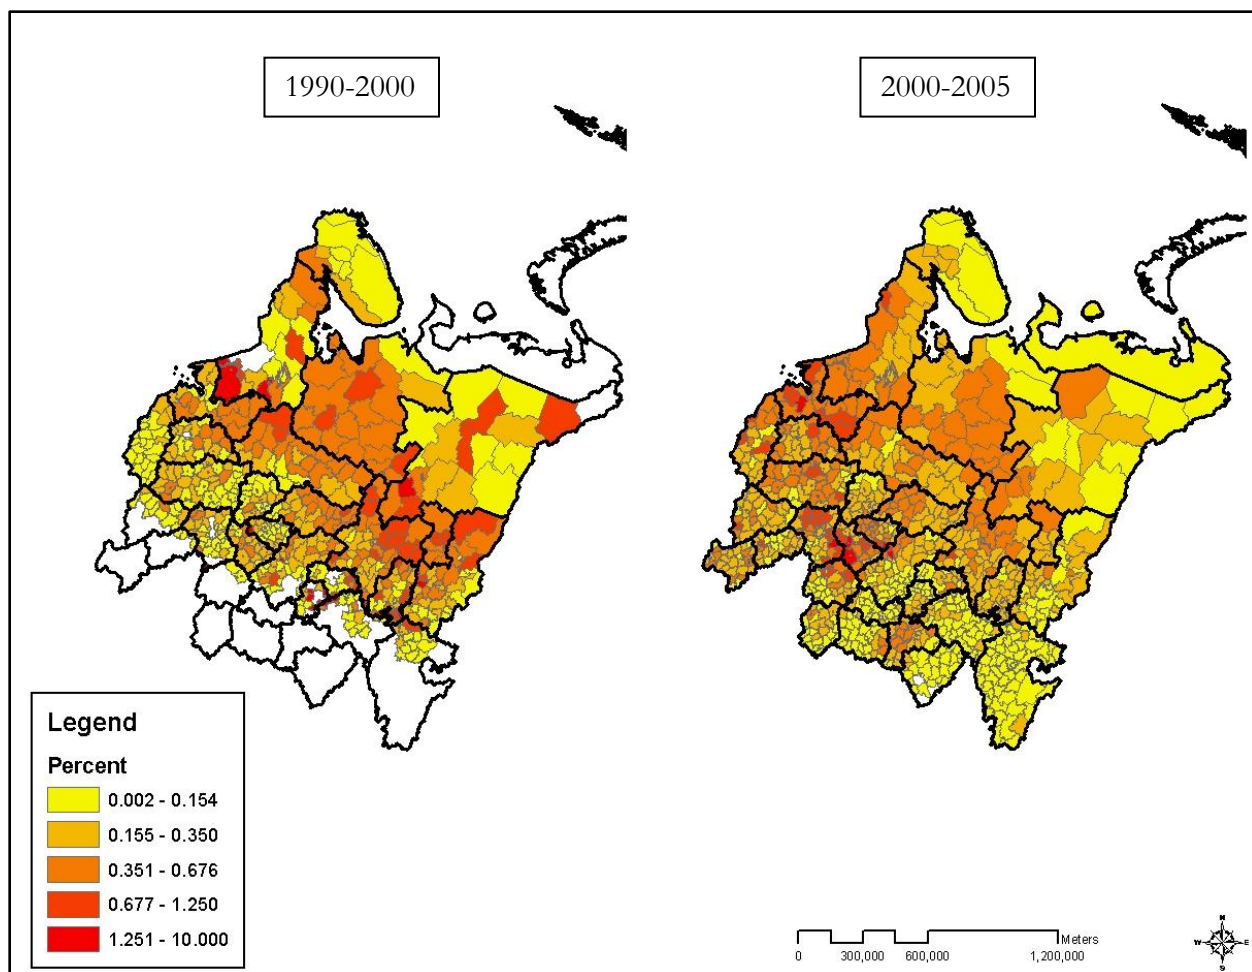 1990-2000
2000-2005
Legend
Percent
0.002 - 0.154
0.155 - 0.350
0.351 - 0.676
0.677 - 1.250
1.251 - 10.000
Meters
0 300,000 600,000 1,200,000
N
W E
S